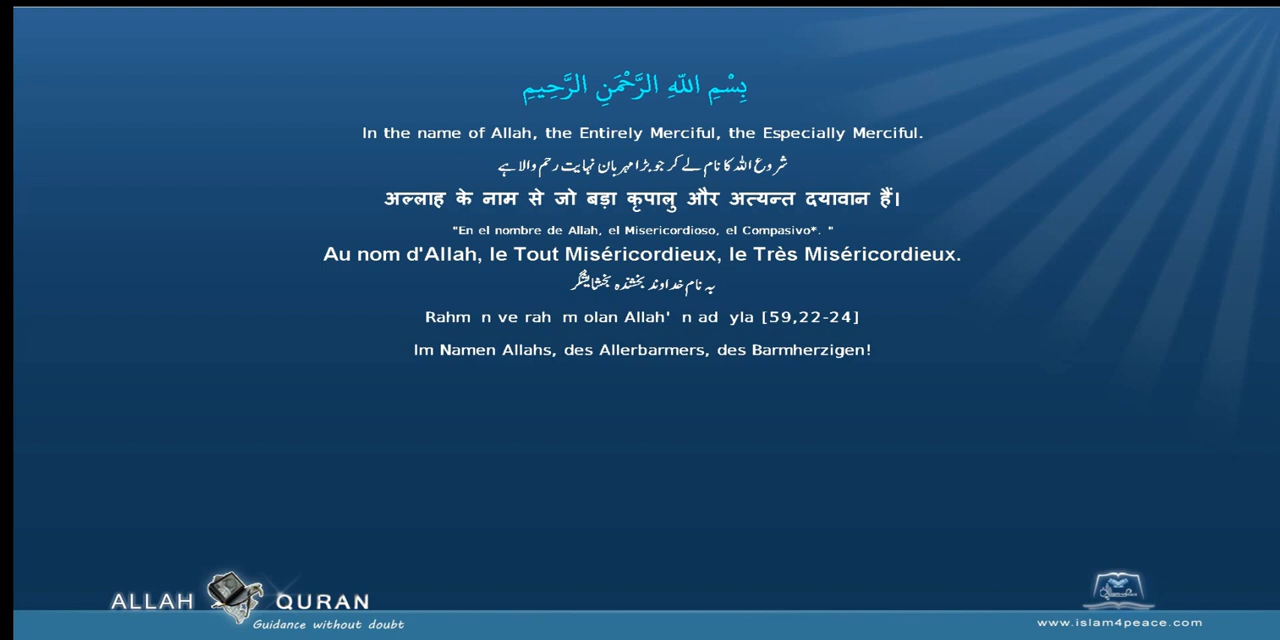 بِسْمِ اللّٰهِ الرَّحْمَنِ الرَّحِيمِ
In the name of Allah, the Entirely Merciful, the Especially Merciful.
شروع اللہ کا نام لے کر جو بڑا مہربان نہایت رحم والا ہے
अल्लाह के नाम से जो बड़ा कृपालु और अत्यन्त दयावान हैं।
"En el nombre de Allah, el Misericordioso, el Compasivo*. "
Au nom d'Allah, le Tout Miséricordieux, le Très Miséricordieux.
به نام خداوند بخشنده بخشایشگر
Rahm n ve rah m olan Allah' n ad yla [59,22-24]
Im Namen Allahs, des Allerbarmers, des Barmherzigen!
ALLAH QURAN
Guidance without doubt
www.islam4peace.com